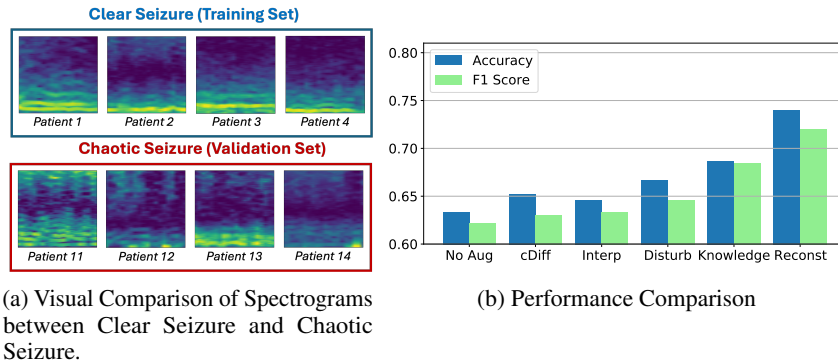 Clear Seizure (Training Set)
Patient 1 Patient 2 Patient 3 Patient 4
Chaotic Seizure (Validation Set)
Patient 11 Patient 12 Patient 13 Patient 14
(a) Visual Comparison of Spectrograms
between Clear Seizure and Chaotic
Seizure.
0.80
0.75
0.70
0.65
0.60
Accuracy
F1 Score
No Aug cDiff Interp Disturb Knowledge Reconst
(b) Performance Comparison